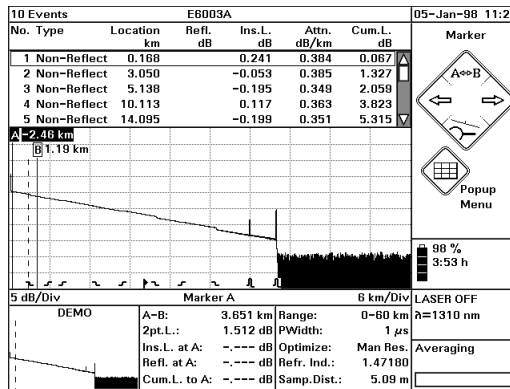 10 Events E6003A 05-Jan-98 11:2
No. Type Location Refl. Ins.L. Attn. Cum.L.
km dB dB dB/km dB
1 Non-Reflect 0.168 0.241 0.384 0.067
2 Non-Reflect 3.050 -0.053 0.385 1.327
3 Non-Reflect 5.138 -0.195 0.349 2.059
4 Non-Reflect 10.113 0.117 0.363 3.823
5 Non-Reflect 14.095 -0.199 0.351 5.315
Marker
A⇔B
A -2.46 km
B 1.19 km
Popup
Menu
98 %
3:53 h
5 dB/Div Marker A 6 km/Div
LASER OFF
DEMO
A-B: 3.651 km Range: 0-60 km λ=1310 nm
2pt.L.: 1.512 dB PWidth: 1 µs
Ins.L. at A: -.--- dB Optimize: Man Res. Averaging
Refl. at A: -.--- dB Refr. Ind.: 1.47180
Cum.L. to A: -.--- dB Samp.Dist.: 5.09 m